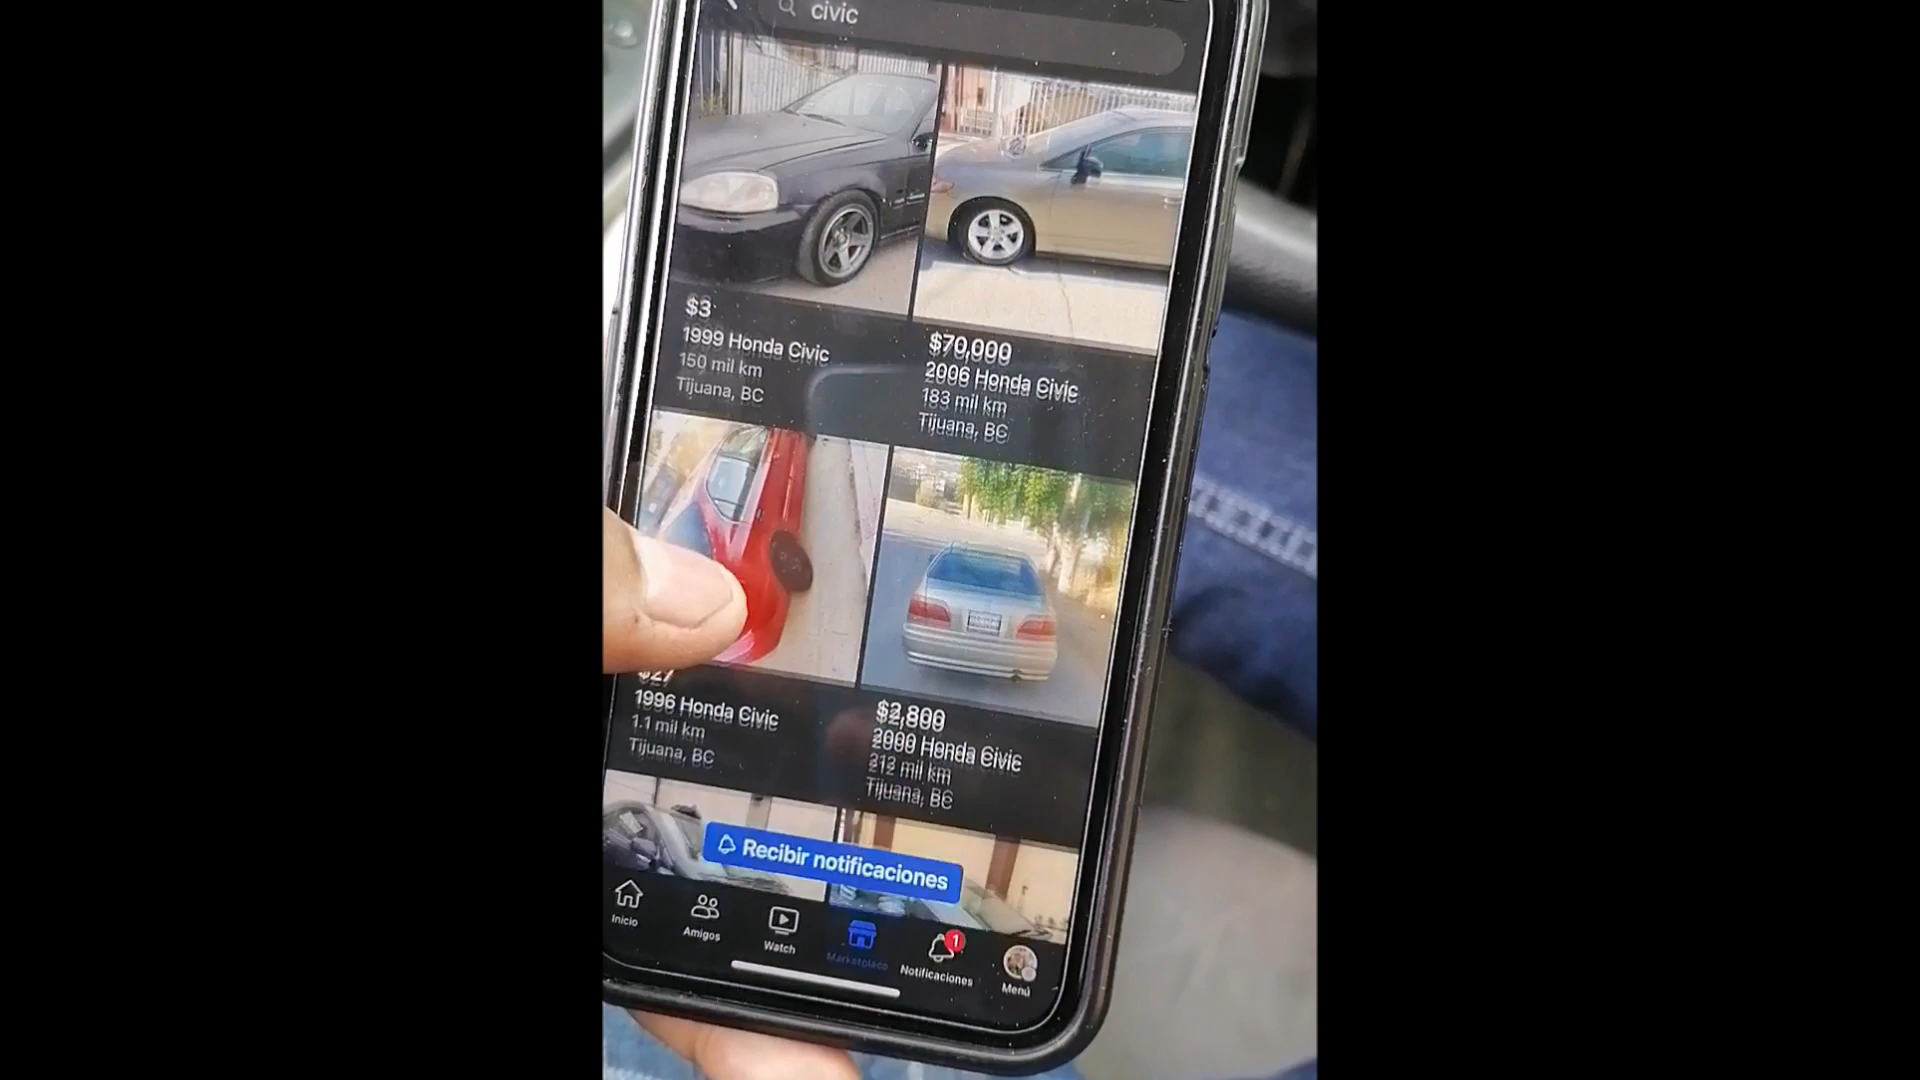 civic
$3
1999 Honda Civic
150 mil km
Tijuana, BC
$70,000
2006 Honda Civic
183 mil km
Tijuana, BC
$27
1996 Honda Civic
1.1 mil km
Tijuana, BC
$2,800
2000 Honda Civic
212 mil km
Tijuana, BC
Recibir notificaciones
Inicio
Amigos
Watch
Marketplace
1
Notificaciones
Menú